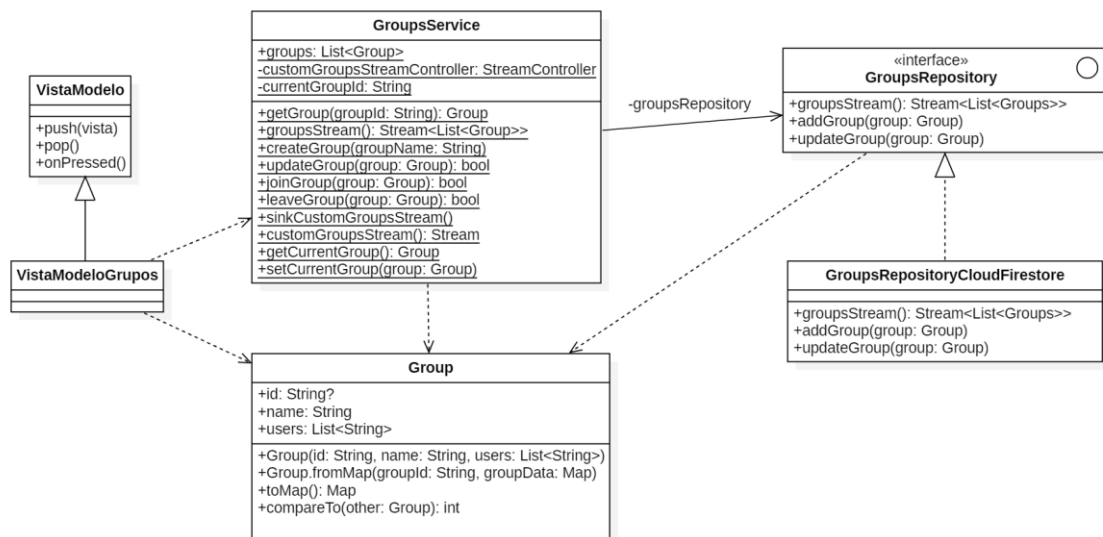 GroupsService
+groups: List<Group>
-customGroupsStreamController: StreamController
-currentGroupId: String
+getGroup(groupId: String): Group
+groupsStream(): Stream<List<Group>>
+createGroup(groupName: String)
+updateGroup(group: Group): bool
+joinGroup(group: Group): bool
+leaveGroup(group: Group): bool
+sinkCustomGroupsStream()
+customGroupsStream(): Stream
+getCurrentGroup(): Group
+setCurrentGroup(group: Group)
VistaModelo
+push(vista)
+pop()
+onPressed()
-groupsRepository
«interface»
GroupsRepository
+groupsStream(): Stream<List<Groups>>
+addGroup(group: Group)
+updateGroup(group: Group)
VistaModeloGrupos
GroupsRepositoryCloudFirestore
+groupsStream(): Stream<List<Groups>>
+addGroup(group: Group)
+updateGroup(group: Group)
Group
+id: String?
+name: String
+users: List<String>
+Group(id: String, name: String, users: List<String>)
+Group.fromMap(groupId: String, groupData: Map)
+toMap(): Map
+compareTo(other: Group): int